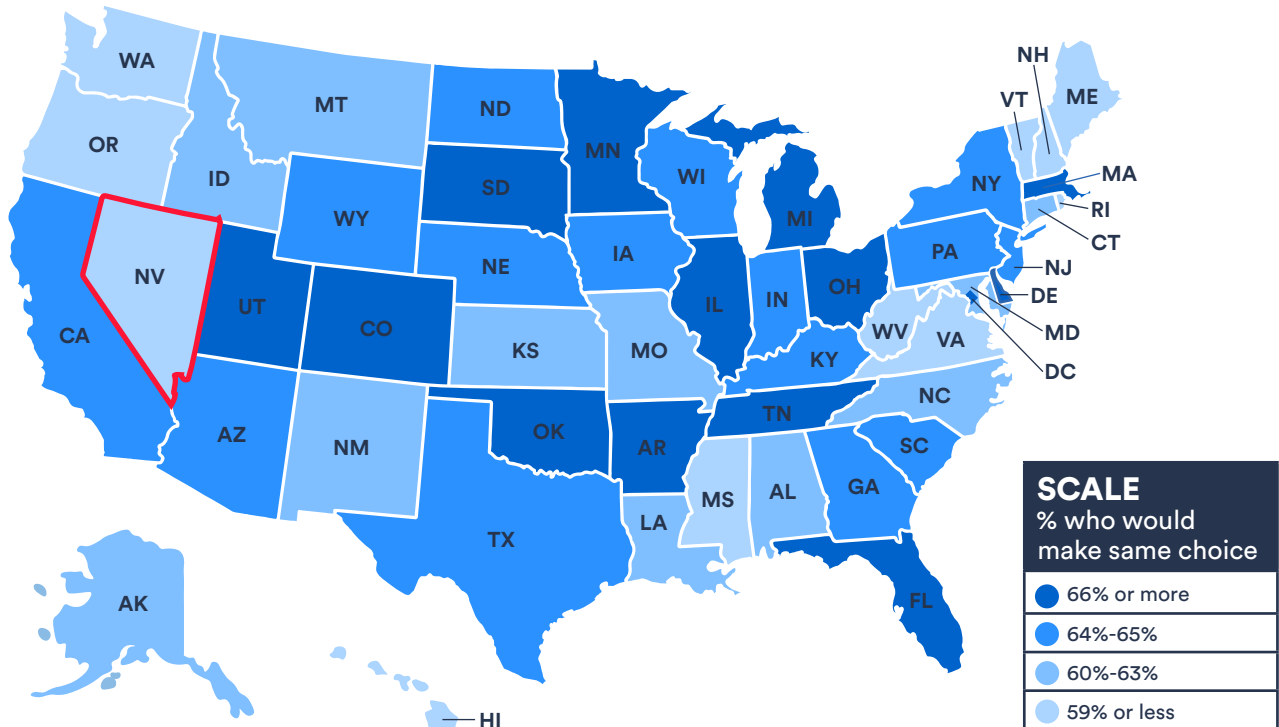 WA
MT
ND
MN
OR
ID
SD
WI
MI
WY
NE
IA
NV
UT
CO
CA
KS
MO
IL
IN
OH
KY
WV
VA
PA
NY
VT
NH
ME
MA
RI
CT
NJ
DE
MD
DC
AZ
NM
OK
AR
TN
NC
SC
TX
LA
MS
AL
GA
FL
AK
HI
SCALE
% who would
make same choice
66% or more
64%-65%
60%-63%
59% or less